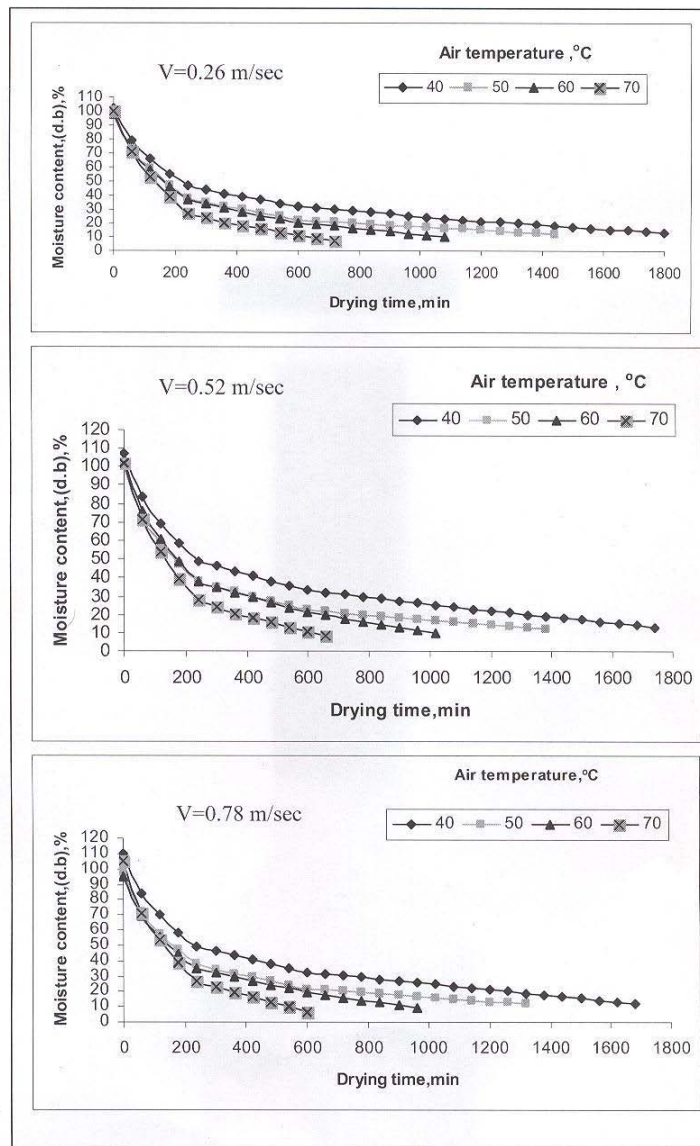 Air temperature ,°C
V=0.26 m/sec
40 50 60 70
Moisture content,(d.b),%
110
100
90
80
70
60
50
40
30
20
10
0
0 200 400 600 800 1000 1200 1400 1600 1800
Drying time,min
V=0.52 m/sec
Air temperature , °C
40 50 60 70
Moisture content,(d.b),%
120
110
100
90
80
70
60
50
40
30
20
10
0
0 200 400 600 800 1000 1200 1400 1600 1800
Drying time,min
Air temperature,°C
V=0.78 m/sec
40 50 60 70
Moisture content,(d.b),%
120
110
100
90
80
70
60
50
40
30
20
10
0
0 200 400 600 800 1000 1200 1400 1600 1800
Drying time,min